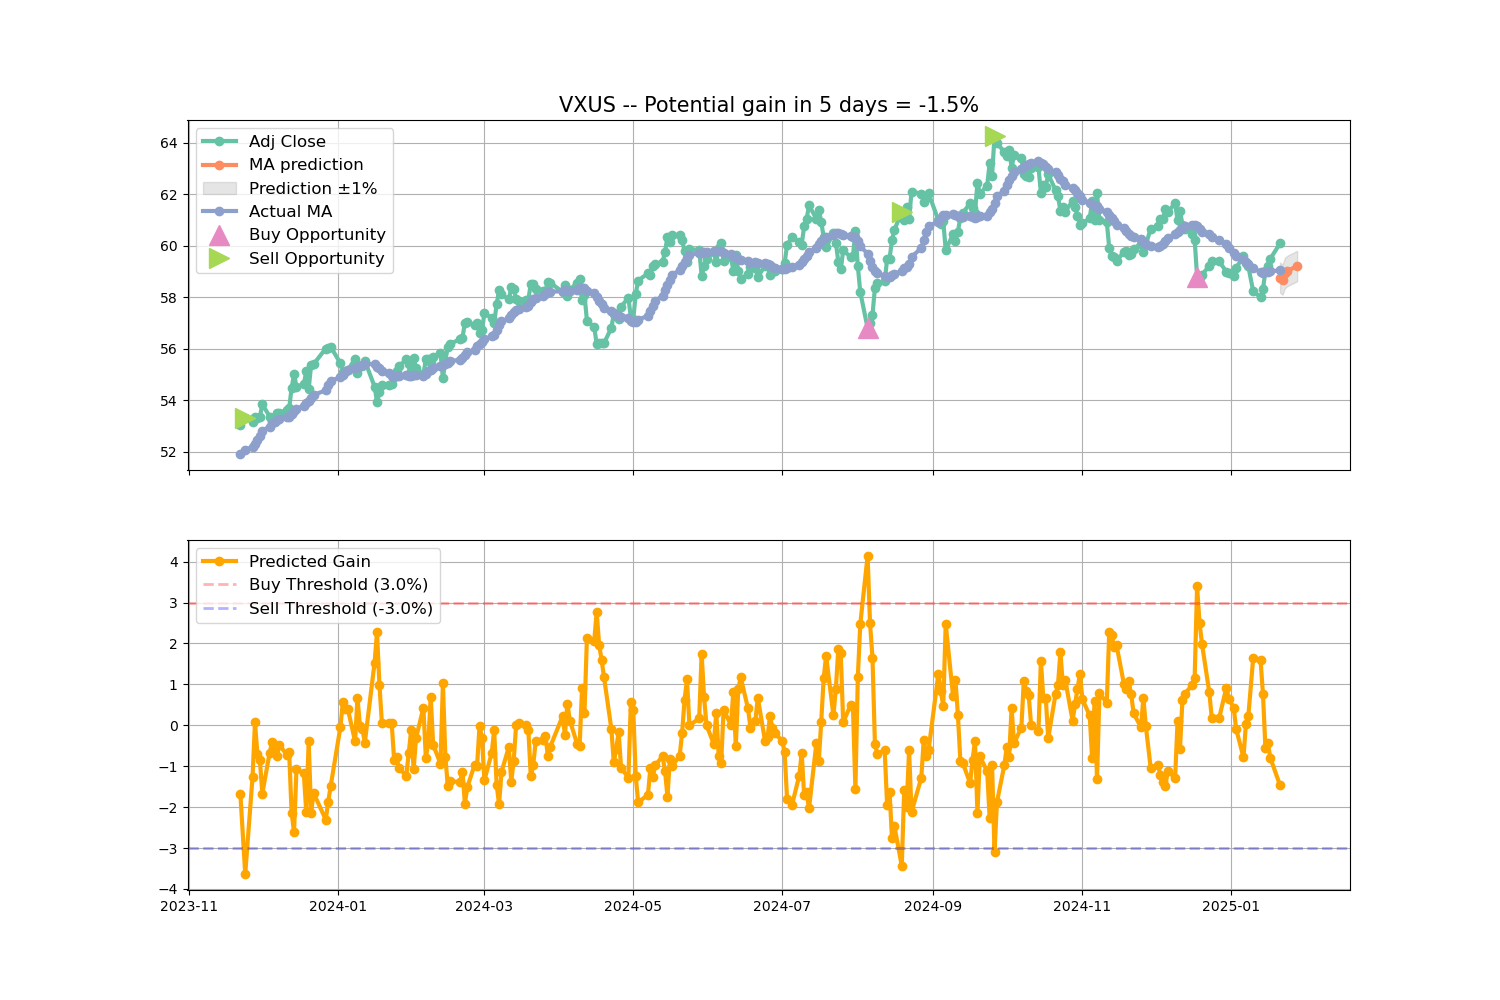 VXUS -- Potential gain in 5 days = -1.5%
64
62
60
58
56
54
52
Adj Close
MA prediction
Prediction ±1%
Actual MA
Buy Opportunity
Sell Opportunity
4
3
2
1
0
−1
−2
−3
−4
Predicted Gain
Buy Threshold (3.0%)
Sell Threshold (-3.0%)
2023-11 2024-01 2024-03 2024-05 2024-07 2024-09 2024-11 2025-01